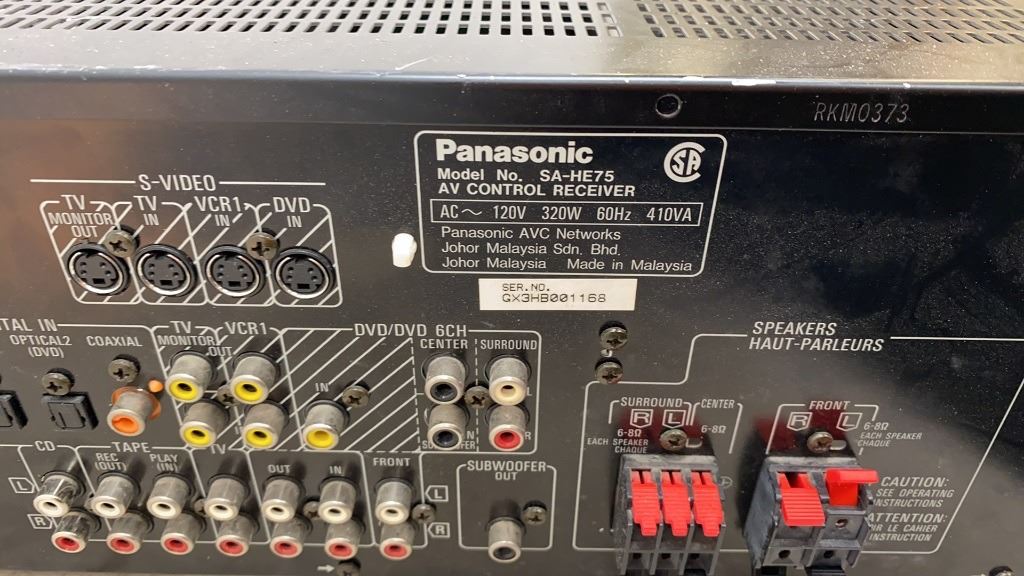 RKM0373
Panasonic
Model No. SA-HE75
AV CONTROL RECEIVER
AC~ 120V 320W 60Hz 410VA
Panasonic AVC Networks
Johor Malaysia Sdn. Bhd.
Johor Malaysia Made in Malaysia
SER.NO.
GX3HB001168
S-VIDEO
TV MONITOR OUT
TV IN
VCR1 IN
DVD IN
TAL IN
OPTICAL2 (DVD)
COAXIAL
TV MONITOR
VCR1
OUT
IN
DVD/DVD 6CH
CENTER
SURROUND
R
SPEAKERS
HAUT-PARLEURS
SURROUND
R L
CENTER
6-8Ω
EACH SPEAKER
CHAQUE
6-8Ω
FRONT
R L
6-8Ω
EACH SPEAKER
CHAQUE
CAUTION:
SEE OPERATING
INSTRUCTIONS
ATTENTION:
LE CAHIER
INSTRUCTION
CD
TAPE
REC (OUT)
PLAY (IN)
TV
OUT
IN
FRONT
L
R
L
R
SUBWOOFER
OUT